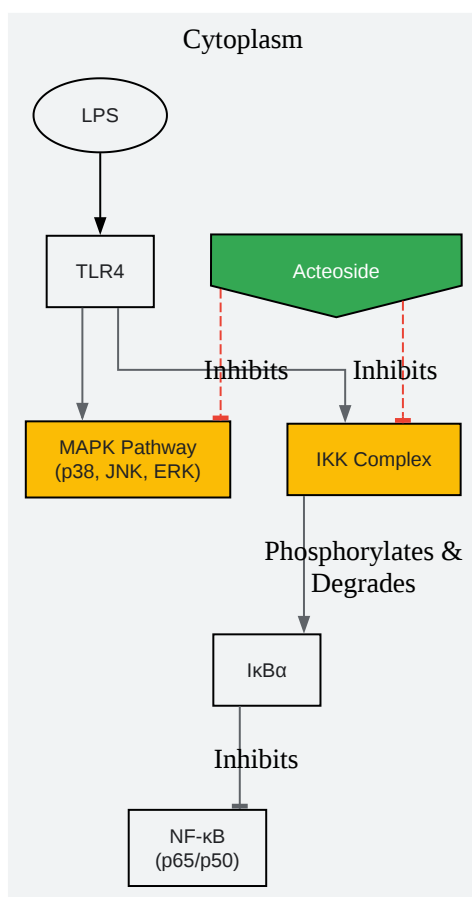 Cytoplasm
LPS
TLR4
Acteoside
Inhibits
Inhibits
MAPK Pathway
(p38, JNK, ERK)
IKK Complex
Phosphorylates &
Degrades
IκBα
Inhibits
NF-κB
(p65/p50)